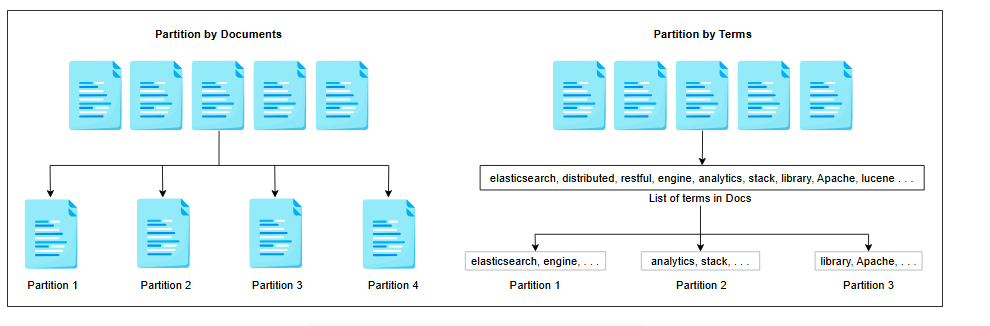 Partition by Documents
Partition 1
Partition 2
Partition 3
Partition 4
Partition by Terms
elasticsearch, distributed, restful, engine, analytics, stack, library, Apache, lucene . . .
List of terms in Docs
elasticsearch, engine, . . .
analytics, stack, . . .
library, Apache, . . .
Partition 1
Partition 2
Partition 3